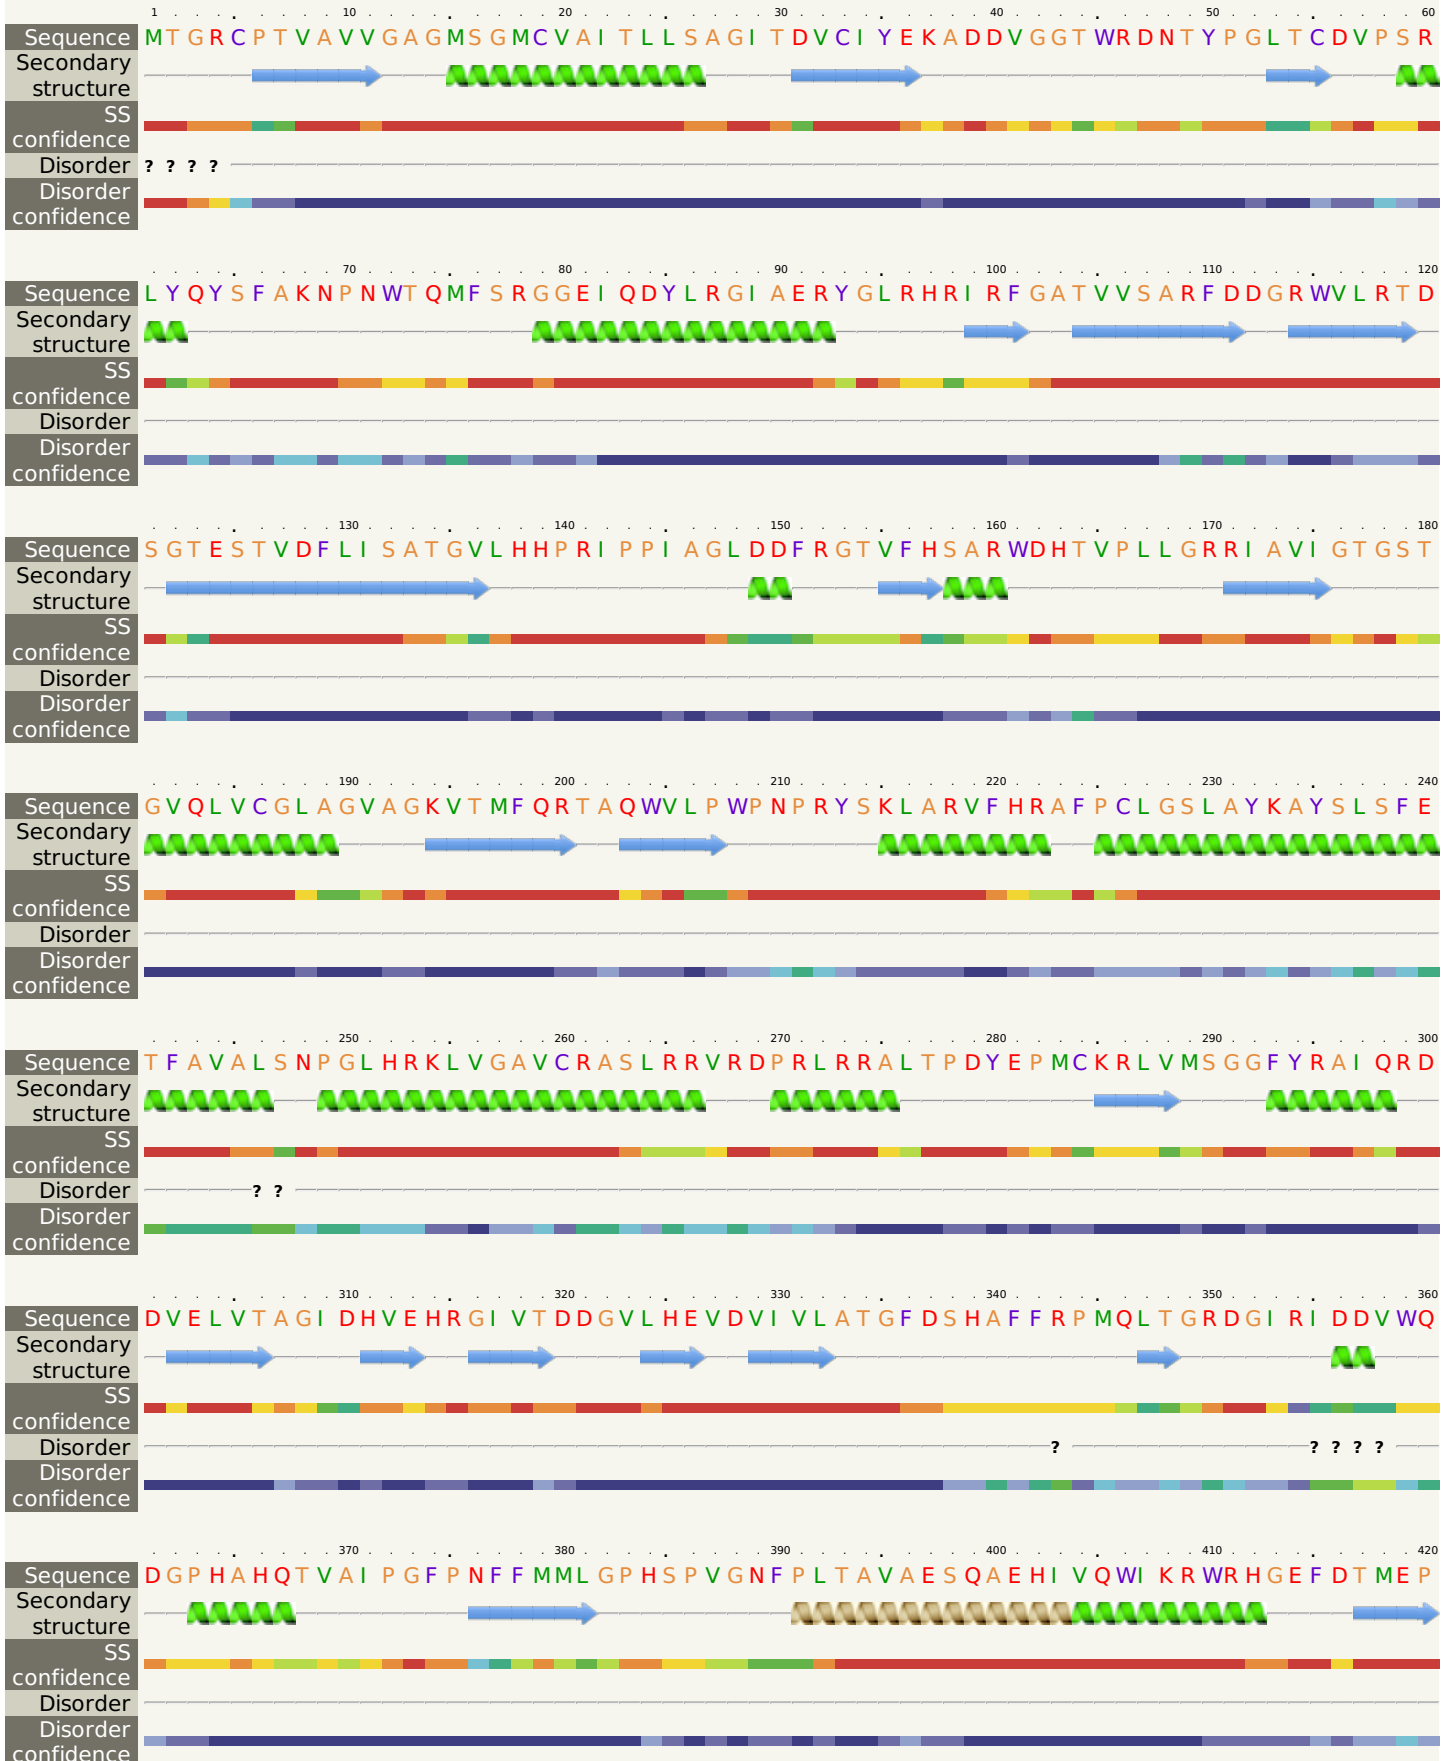 1 10 20 30 40 50 60
Sequence MTGRCPTVAVVGAGMSGMCVAITLLSAGITDVCIYEKADDVGGTWRDNTYPGLTCDVPSR
Secondary
structure
SS
confidence
Disorder ? ? ? ?
Disorder
confidence
70 80 90 100 110 120
Sequence LYQYSFAKNPNWTQMFSRGGEIQDYLRGIAERYGLRHRIRFGATVVSARFDDGRWVLRTD
Secondary
structure
SS
confidence
Disorder
Disorder
confidence
130 140 150 160 170 180
Sequence SGTESTVDFLISATGVLHHPRIPPIAGLDDFRGTVFHSARWDHTVPLLGRRIAVIGTGST
Secondary
structure
SS
confidence
Disorder
Disorder
confidence
190 200 210 220 230 240
Sequence GVQLVCGLAGVAGKVTMFQRTAQWVLPWPNPRYSKLARVFHRAFPCLGSLAYKAYSLSFE
Secondary
structure
SS
confidence
Disorder
Disorder
confidence
250 260 270 280 290 300
Sequence TFAVALSNPGLHRKLVGAVCRASLRRVRDPRLRRALTPDYEPMCKRLVMSGGFYRAIQRD
Secondary
structure
SS
confidence
Disorder ? ?
Disorder
confidence
310 320 330 340 350 360
Sequence DVELVTAGIDHVEHRGIVTDDGVLHEVDVIVLATGFDSHAFFRPMQLTGRDGIRIDDVWQ
Secondary
structure
SS
confidence
Disorder ? ? ? ? ?
Disorder
confidence
370 380 390 400 410 420
Sequence DGPHAHQTVAIPGFPNFFMMLGPHSPVGNFPLTAVAESQAEHIVQWIKRWRHGEFDTMEP
Secondary
structure
SS
confidence
Disorder
Disorder
confidence